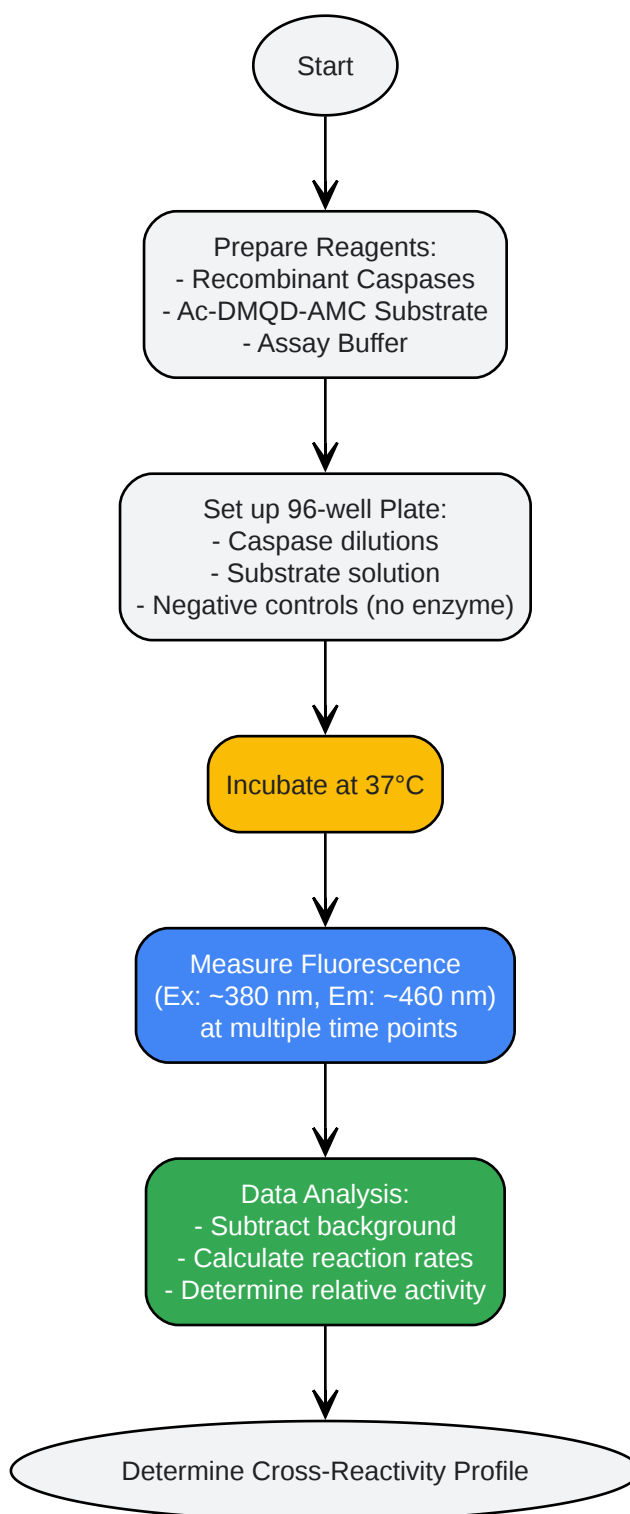 Start
Prepare Reagents:
- Recombinant Caspases
- Ac-DMQD-AMC Substrate
- Assay Buffer
Set up 96-well Plate:
- Caspase dilutions
- Substrate solution
- Negative controls (no enzyme)
Incubate at 37°C
Measure Fluorescence
(Ex: ~380 nm, Em: ~460 nm)
at multiple time points
Data Analysis:
- Subtract background
- Calculate reaction rates
- Determine relative activity
Determine Cross-Reactivity Profile